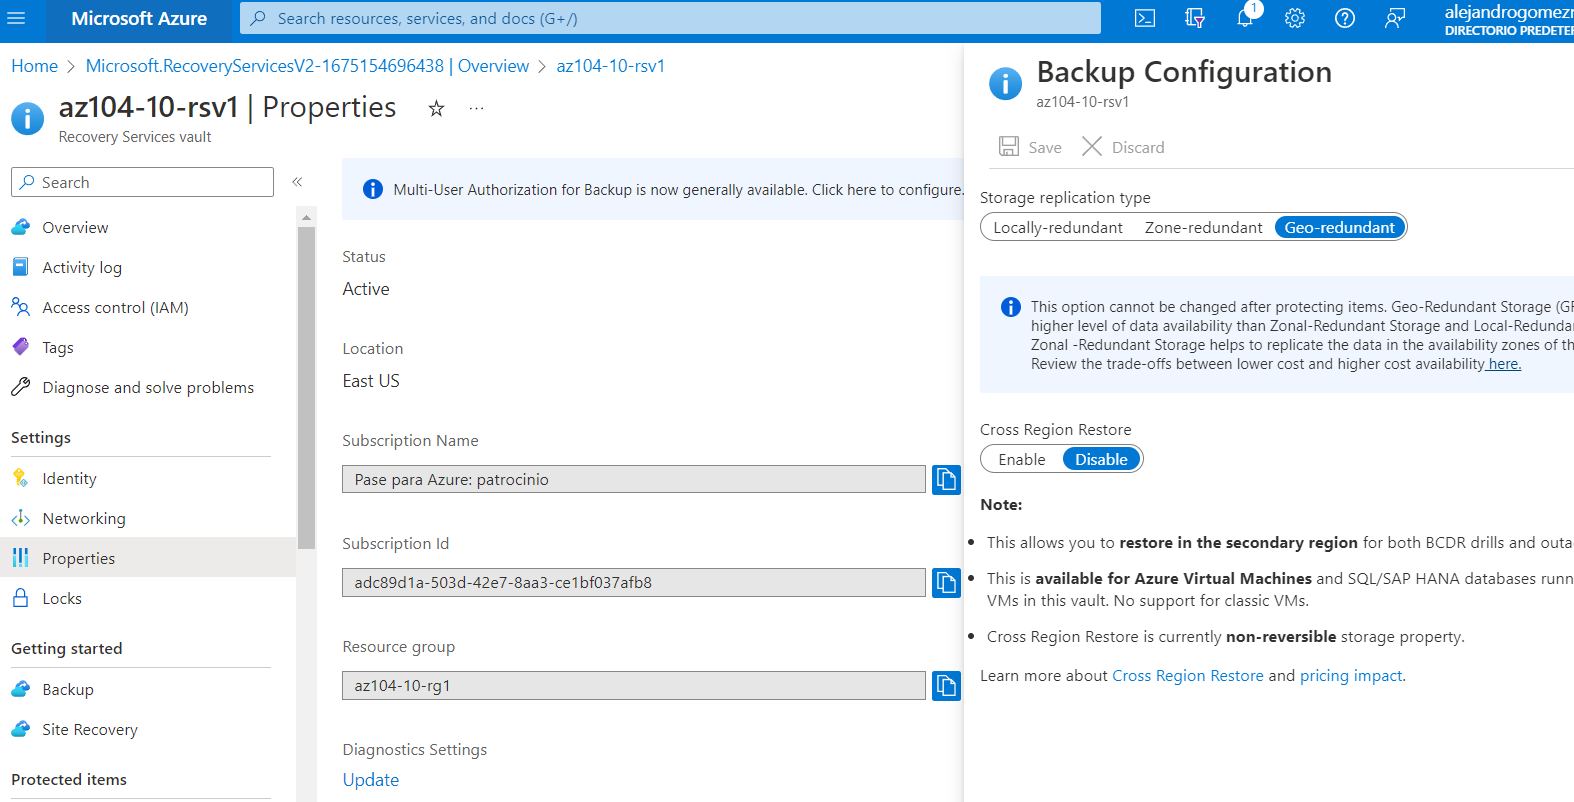 Microsoft Azure
Search resources, services, and docs (G+/)
1
alejandrogomezr
DIRECTORIO PREDETER
Home > Microsoft.RecoveryServicesV2-1675154696438 | Overview > az104-10-rsv1
az104-10-rsv1 | Properties
...
Recovery Services vault
Search
«
Overview
Activity log
Access control (IAM)
Tags
Diagnose and solve problems
Settings
Identity
Networking
Properties
Locks
Getting started
Backup
Site Recovery
Protected items
Multi-User Authorization for Backup is now generally available. Click here to configure.
Status
Active
Location
East US
Subscription Name
Pase para Azure: patrocinio
Subscription Id
adc89d1a-503d-42e7-8aa3-ce1bf037afb8
Resource group
az104-10-rg1
Diagnostics Settings
Update
Backup Configuration
az104-10-rsv1
Save Discard
Storage replication type
Locally-redundant Zone-redundant Geo-redundant
This option cannot be changed after protecting items. Geo-Redundant Storage (GF
higher level of data availability than Zonal-Redundant Storage and Local-Redundan
Zonal -Redundant Storage helps to replicate the data in the availability zones of th
Review the trade-offs between lower cost and higher cost availability here.
Cross Region Restore
Enable Disable
Note:
• This allows you to restore in the secondary region for both BCDR drills and outa
• This is available for Azure Virtual Machines and SQL/SAP HANA databases runn
VMs in this vault. No support for classic VMs.
• Cross Region Restore is currently non-reversible storage property.
Learn more about Cross Region Restore and pricing impact.